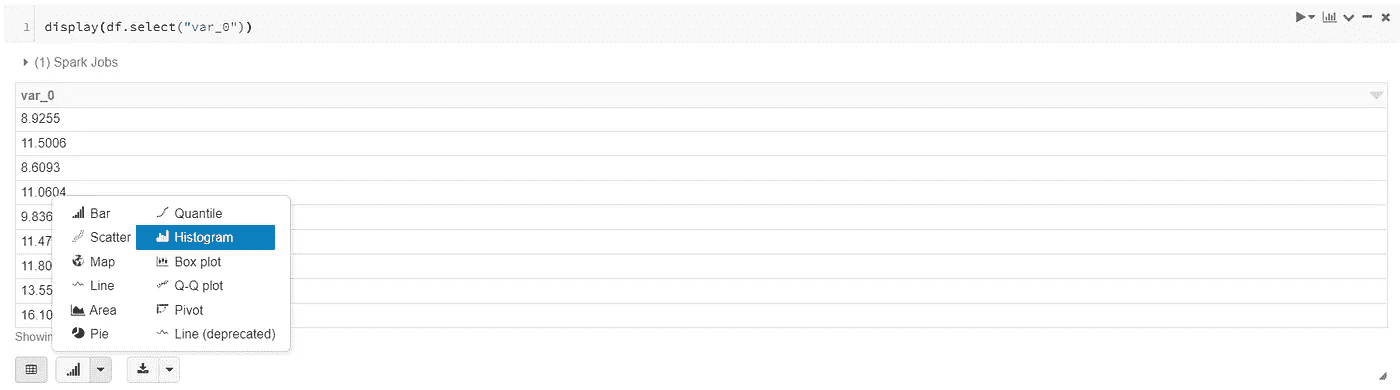 1 display(df.select("var_0"))
(1) Spark Jobs
var_0
8.9255
11.5006
8.6093
11.0604
9.836
11.47
11.80
13.55
16.10
Bar Quantile
Scatter Histogram
Map Box plot
Line Q-Q plot
Area Pivot
Pie Line (deprecated)